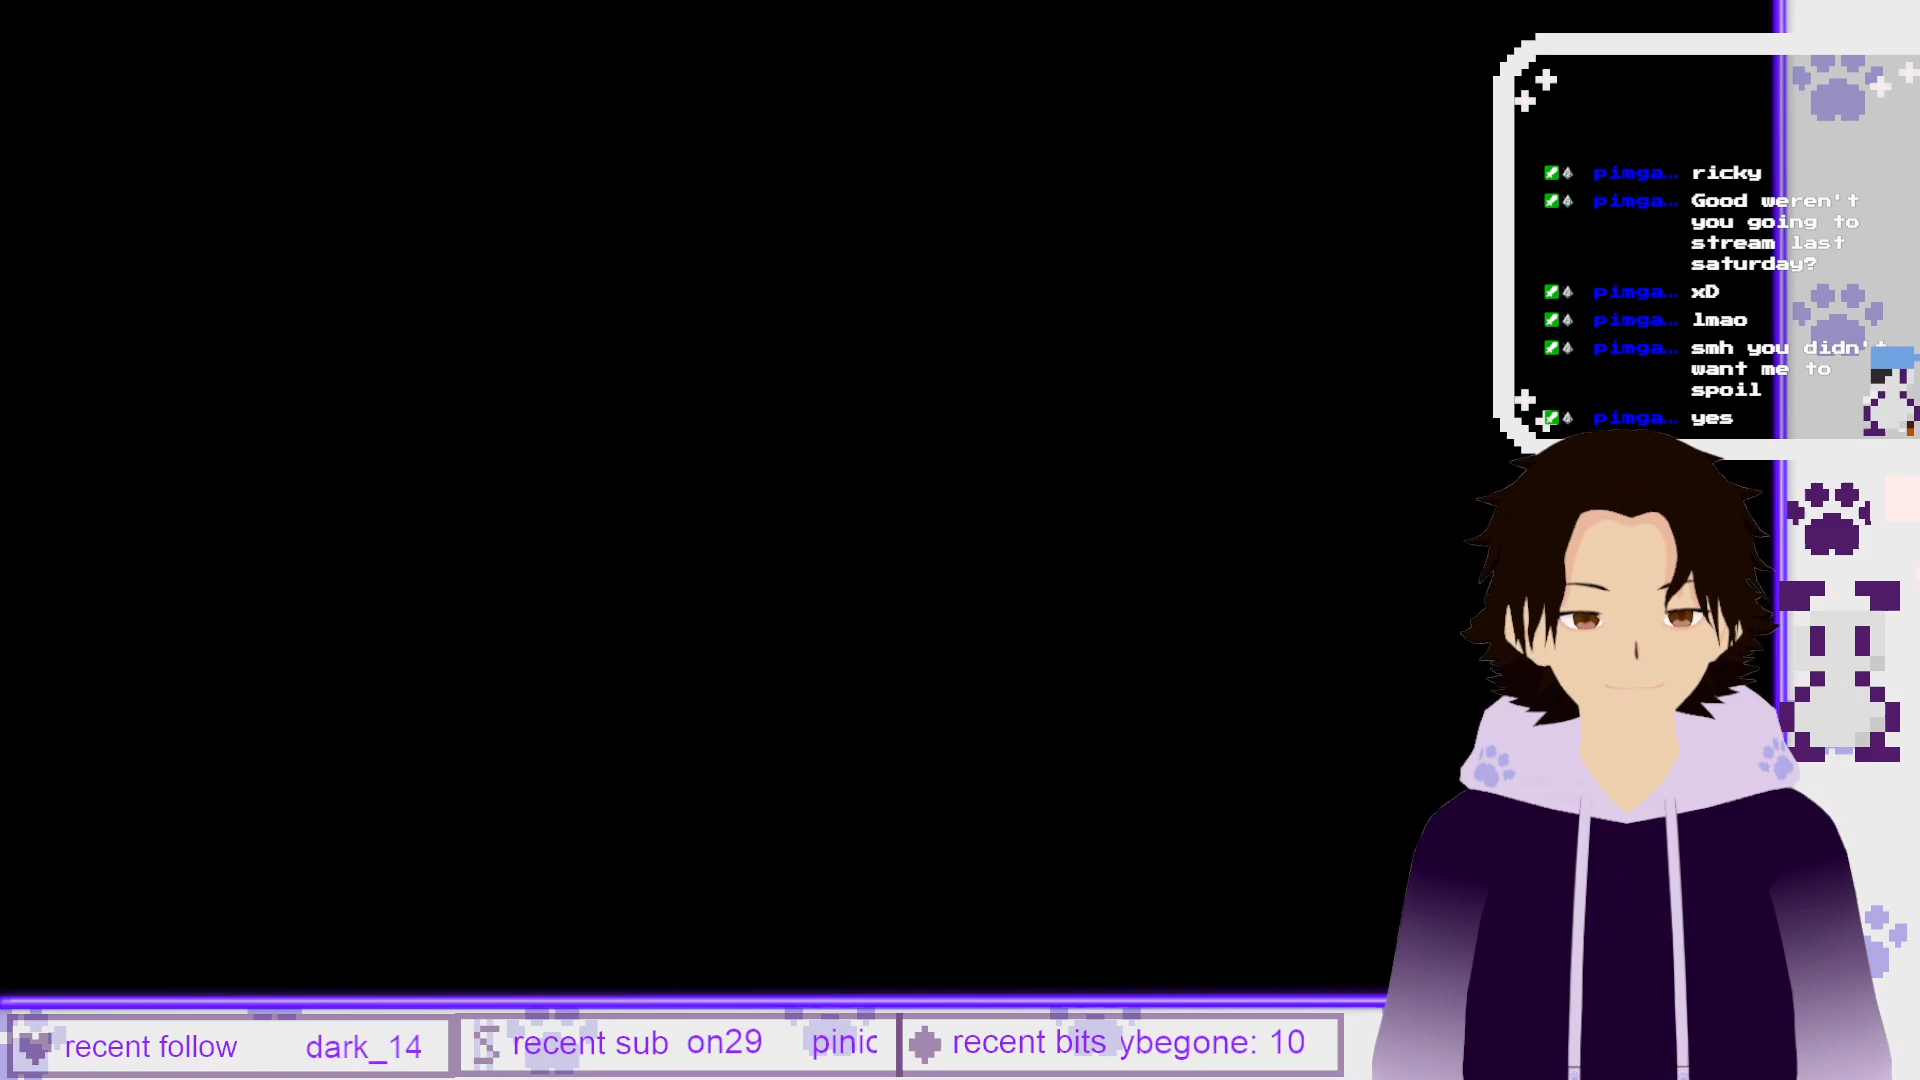 pimga... ricky
pimga... Good weren't
you going to
stream last
saturday?
pimga... xD
pimga... lmao
pimga... smh you didn't
want me to
spoil
pimga... yes
recent follow dark_14
recent sub on29 pinic
recent bits ybegone: 10